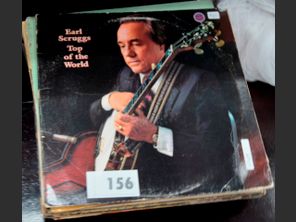 Earl
Scruggs
Top
of the
World
156